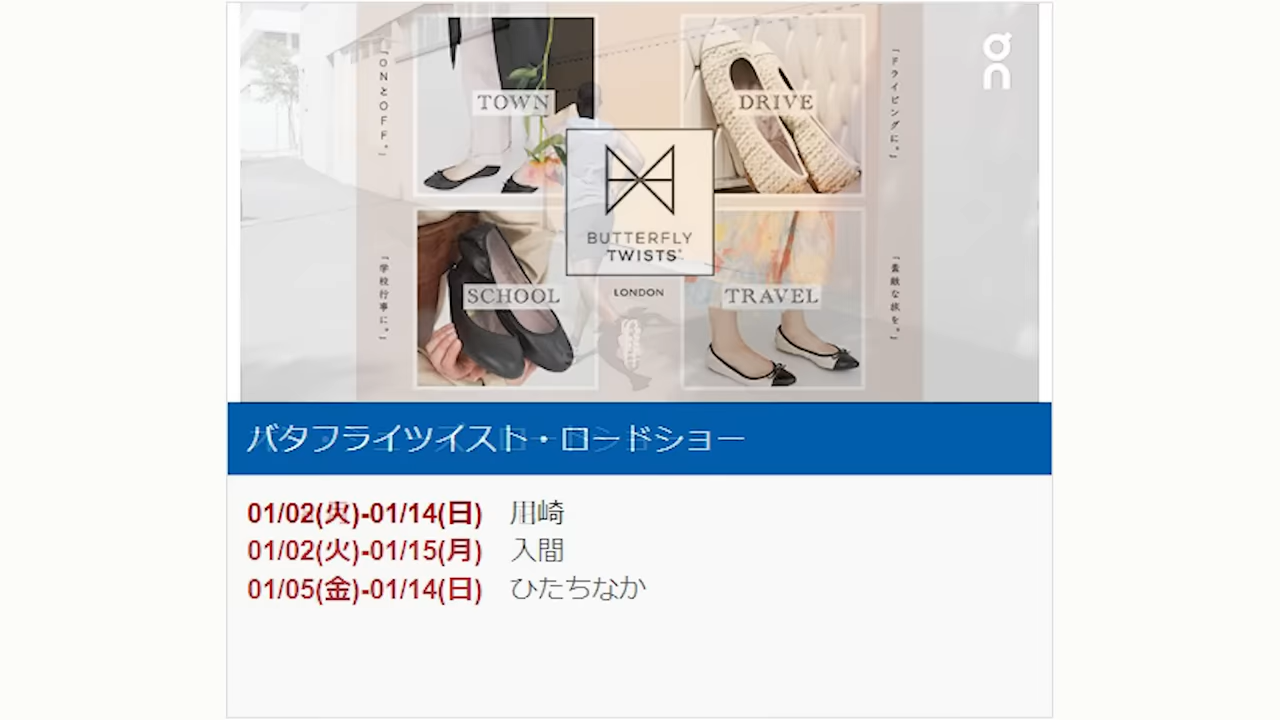 「ONとOFF。」
TOWN
DRIVE
「ドライビングに。」
on
BUTTERFLY
TWISTS
LONDON
「学校行事に。」
SCHOOL
TRAVEL
「素敵な旅を。」
バタフライツイスト・ロードショー
01/02(火)-01/14(日)
01/02(火)-01/15(月) 入間
01/05(金)-01/14(日) ひたちなか